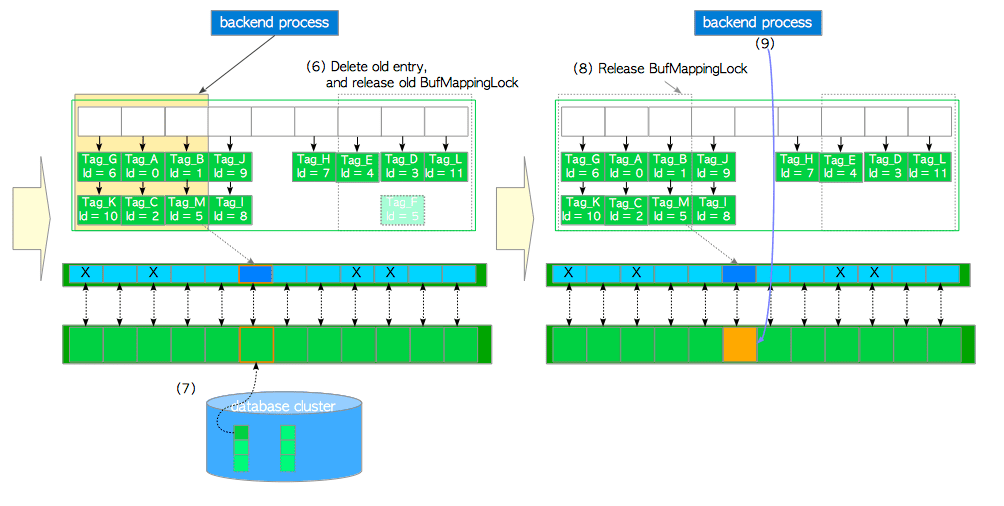 backend process
(6) Delete old entry,
and release old BufMappingLock
Tag_G Tag_A Tag_B Tag_J Tag_H Tag_E Tag_D Tag_L
Id = 6 Id = 0 Id = 1 Id = 9 Id = 7 Id = 4 Id = 3 Id = 11
Tag_K Tag_C Tag_M Tag_I Tag_F
Id = 10 Id = 2 Id = 5 Id = 8 Id = 5
X X X X
(7)
database cluster
backend process
(9)
(8) Release BufMappingLock
Tag_G Tag_A Tag_B Tag_J Tag_H Tag_E Tag_D Tag_L
Id = 6 Id = 0 Id = 1 Id = 9 Id = 7 Id = 4 Id = 3 Id = 11
Tag_K Tag_C Tag_M Tag_I
Id = 10 Id = 2 Id = 5 Id = 8
X X X X